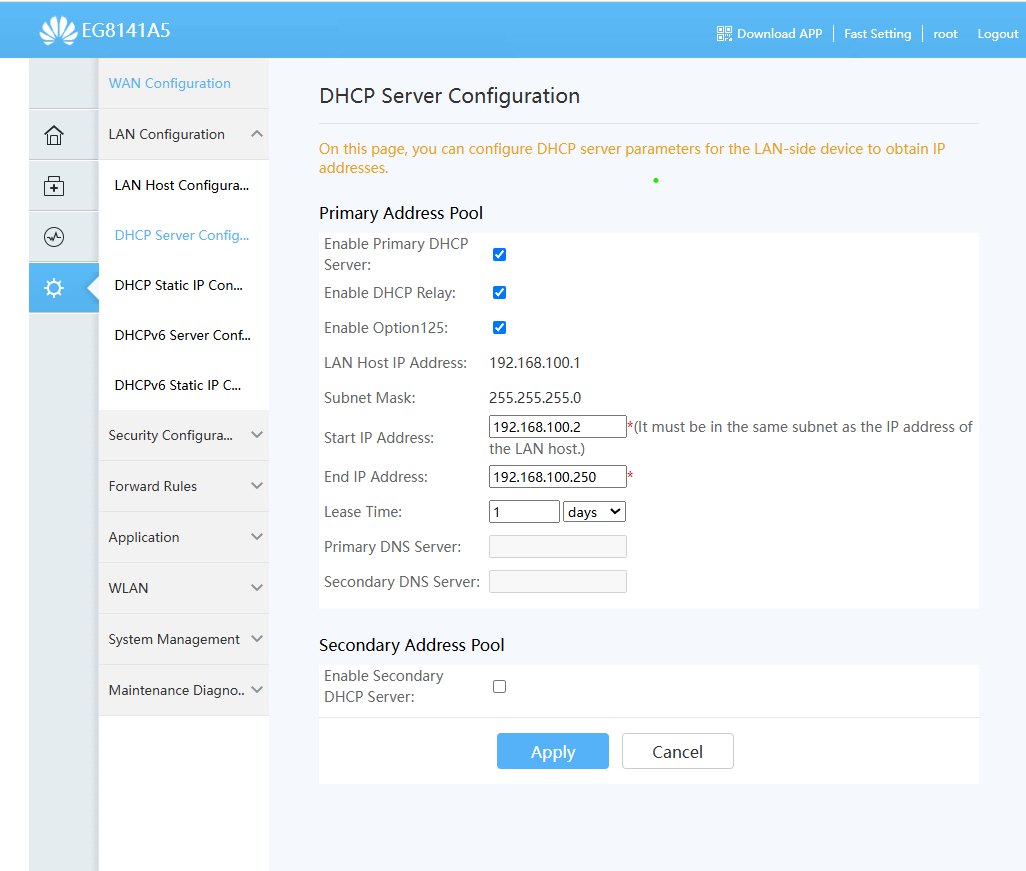 EG8141A5
Download APP
Fast Setting
root
Logout
WAN Configuration
LAN Configuration
LAN Host Configura...
DHCP Server Config...
DHCP Static IP Con...
DHCPv6 Server Conf...
DHCPv6 Static IP C...
Security Configura...
Forward Rules
Application
WLAN
System Management
Maintenance Diagno..
DHCP Server Configuration
On this page, you can configure DHCP server parameters for the LAN-side device to obtain IP
addresses.
Primary Address Pool
Enable Primary DHCP
Server:
Enable DHCP Relay:
Enable Option125:
LAN Host IP Address: 192.168.100.1
Subnet Mask: 255.255.255.0
Start IP Address: 192.168.100.2 *(It must be in the same subnet as the IP address of
the LAN host.)
End IP Address: 192.168.100.250 *
Lease Time: 1 days
Primary DNS Server:
Secondary DNS Server:
Secondary Address Pool
Enable Secondary
DHCP Server:
Apply
Cancel